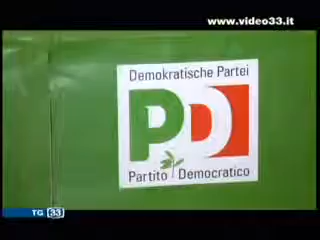 www.video33.it
Demokratische Partei
PD
Partito Democratico
TG 33